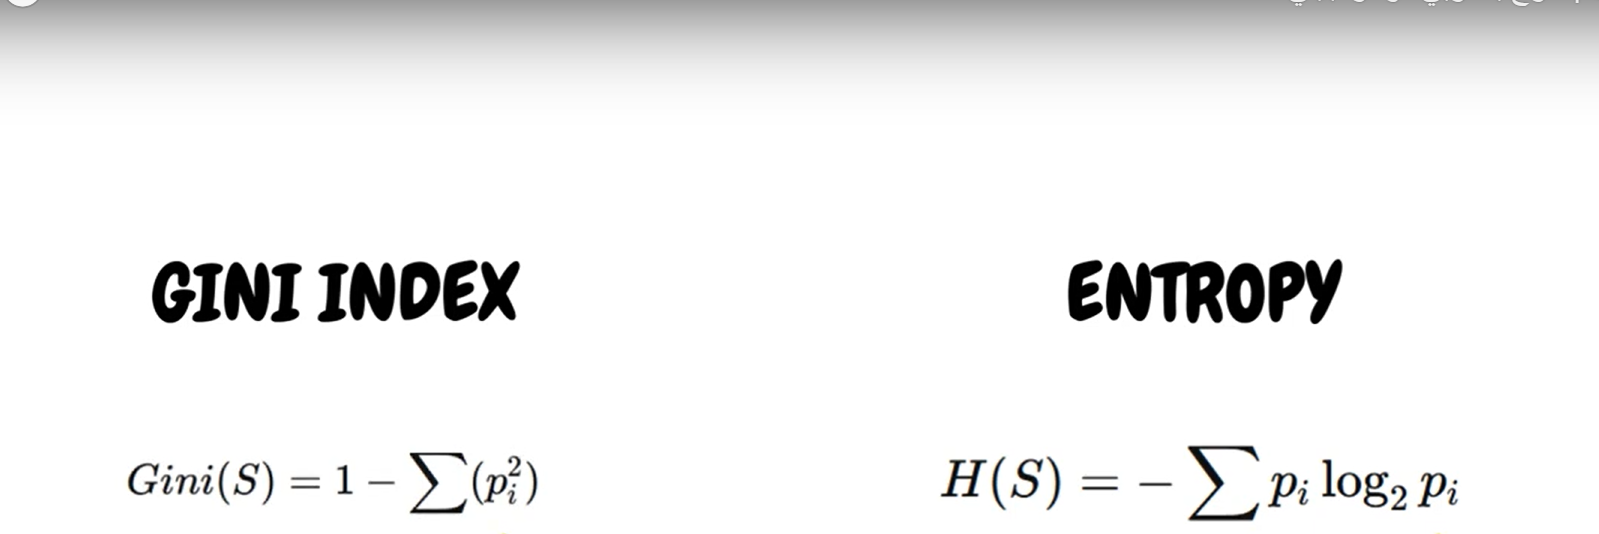 GINI INDEX
ENTROPY
Gini(S) = 1 − ∑(p_i^2)
H(S) = − ∑ p_i log_2 p_i